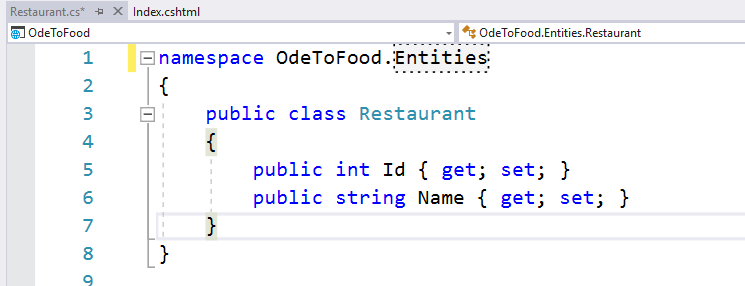 Restaurant.cs* Index.cshtml
OdeToFood OdeToFood.Entities.Restaurant
1 namespace OdeToFood.Entities
2 {
3 public class Restaurant
4 {
5 public int Id { get; set; }
6 public string Name { get; set; }
7 }
8 }
9